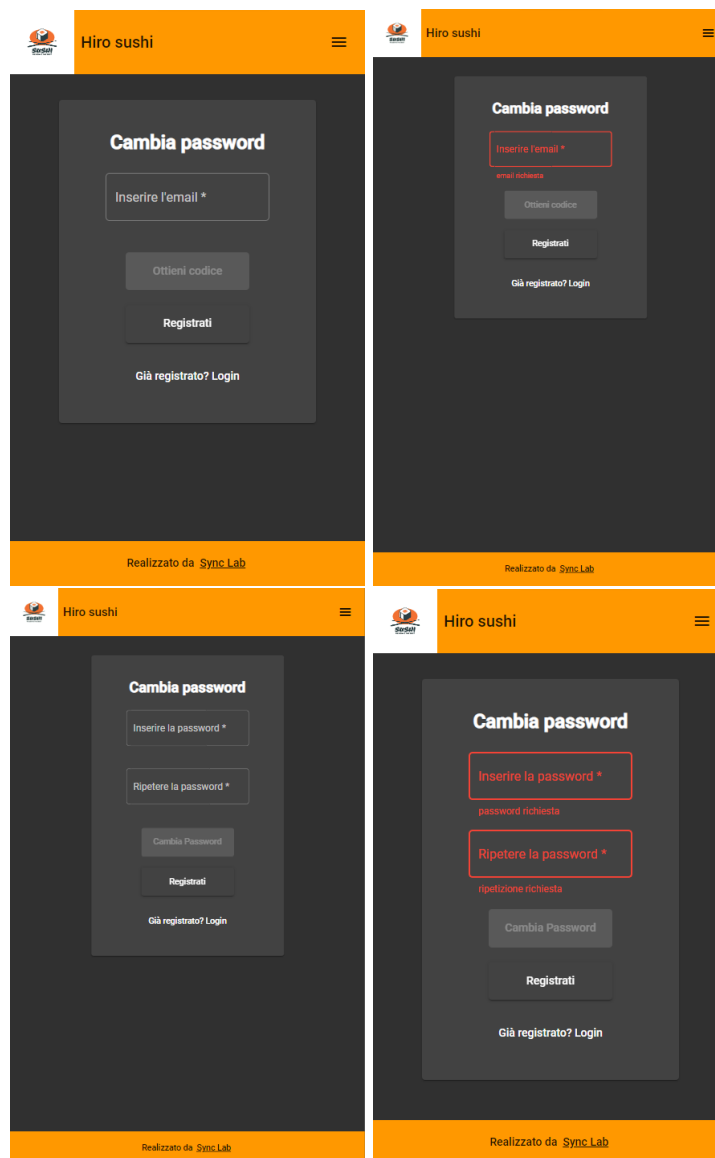 SUSHI
Hiro sushi
Cambia password
Inserire l'email *
Ottieni codice
Registrati
Già registrato? Login
Realizzato da Sync Lab
SUSHI
Hiro sushi
Cambia password
Inserire l'email *
email richiesta
Ottieni codice
Registrati
Già registrato? Login
Realizzato da Sync Lab
SUSHI
Hiro sushi
Cambia password
Inserire la password *
Ripetere la password *
Cambia Password
Registrati
Già registrato? Login
Realizzato da Sync Lab
SUSHI
Hiro sushi
Cambia password
Inserire la password *
password richiesta
Ripetere la password *
ripetizione richiesta
Cambia Password
Registrati
Già registrato? Login
Realizzato da Sync Lab